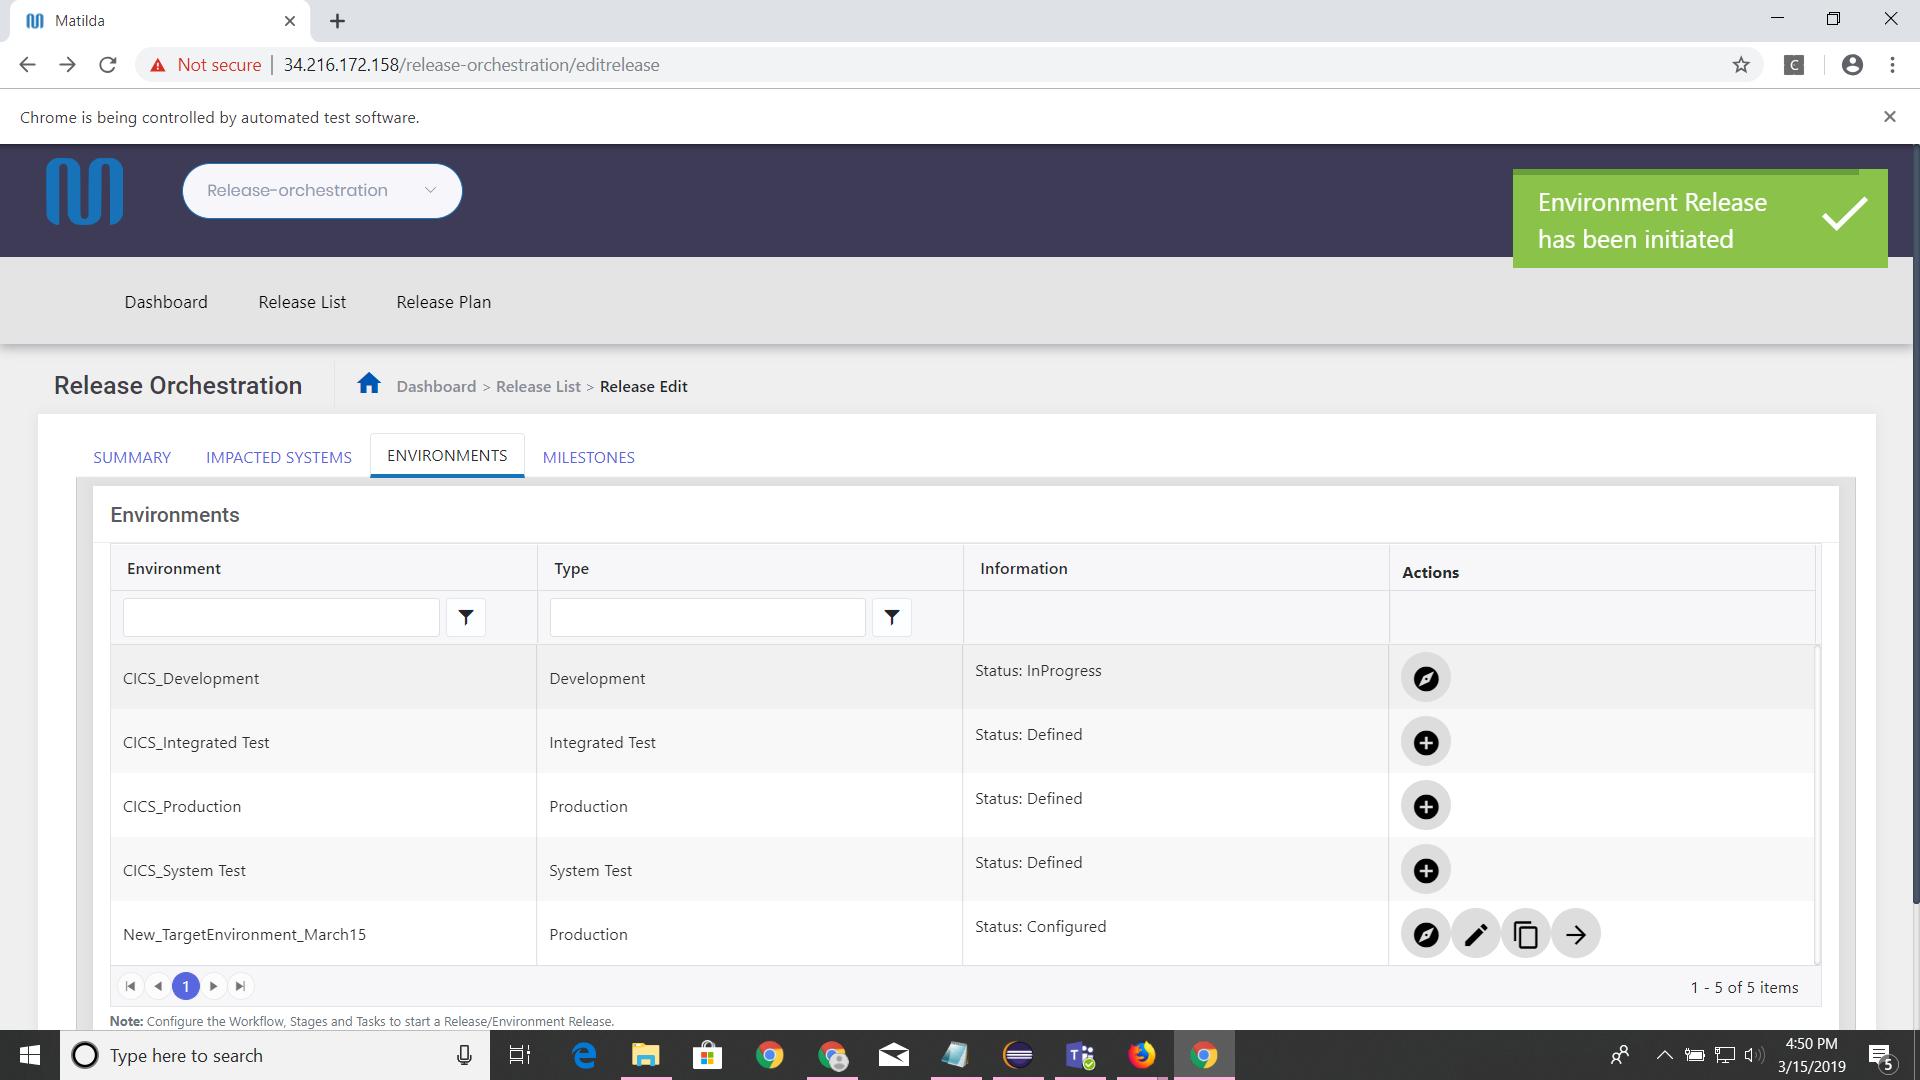 Matilda
Not secure | 34.216.172.158/release-orchestration/editrelease
C
Chrome is being controlled by automated test software.
Release-orchestration
Environment Release
has been initiated
Dashboard Release List Release Plan
Release Orchestration
Dashboard > Release List > Release Edit
SUMMARY IMPACTED SYSTEMS ENVIRONMENTS MILESTONES
Environments
Environment Type Information Actions
CICS_Development Development Status: InProgress
CICS_Integrated Test Integrated Test Status: Defined
CICS_Production Production Status: Defined
CICS_System Test System Test Status: Defined
New_TargetEnvironment_March15 Production Status: Configured
1
1 - 5 of 5 items
Note: Configure the Workflow, Stages and Tasks to start a Release/Environment Release.
Type here to search
4:50 PM
3/15/2019
5